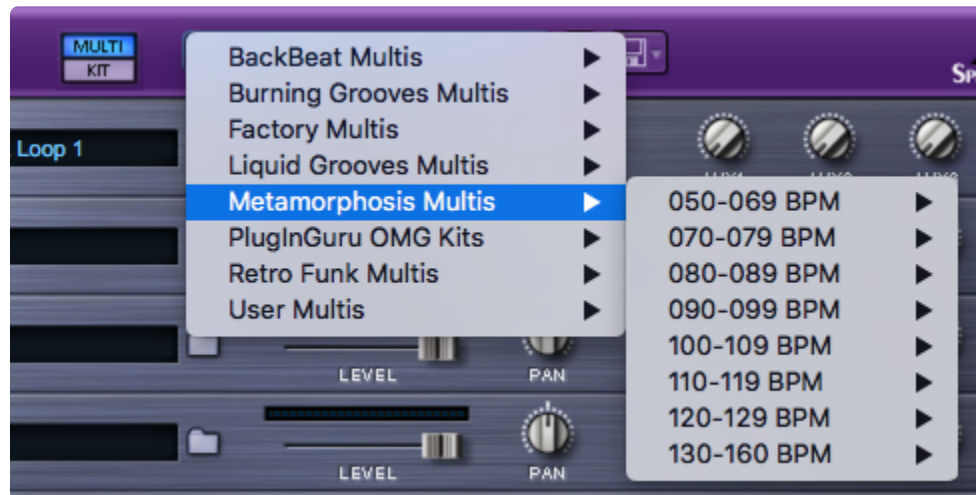 MULTI
KIT
Loop 1
BackBeat Multis
Burning Grooves Multis
Factory Multis
Liquid Grooves Multis
Metamorphosis Multis
PlugInGuru OMG Kits
Retro Funk Multis
User Multis
050-069 BPM
070-079 BPM
080-089 BPM
090-099 BPM
100-109 BPM
110-119 BPM
120-129 BPM
130-160 BPM
LEVEL PAN
LEVEL PAN